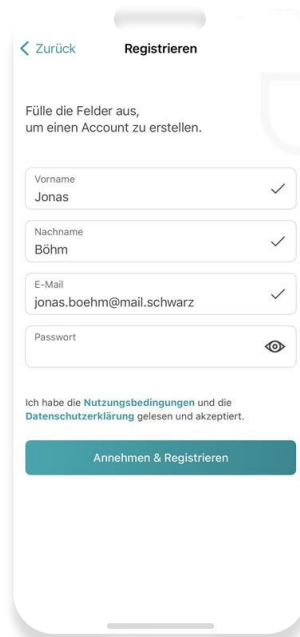 Zurück
Registrieren
Fülle die Felder aus,
um einen Account zu erstellen.
Vorname
Jonas
Nachname
Böhm
E-Mail
jonas.boehm@mail.schwarz
Passwort
Ich habe die Nutzungsbedingungen und die
Datenschutzerklärung gelesen und akzeptiert.
Annehmen & Registrieren